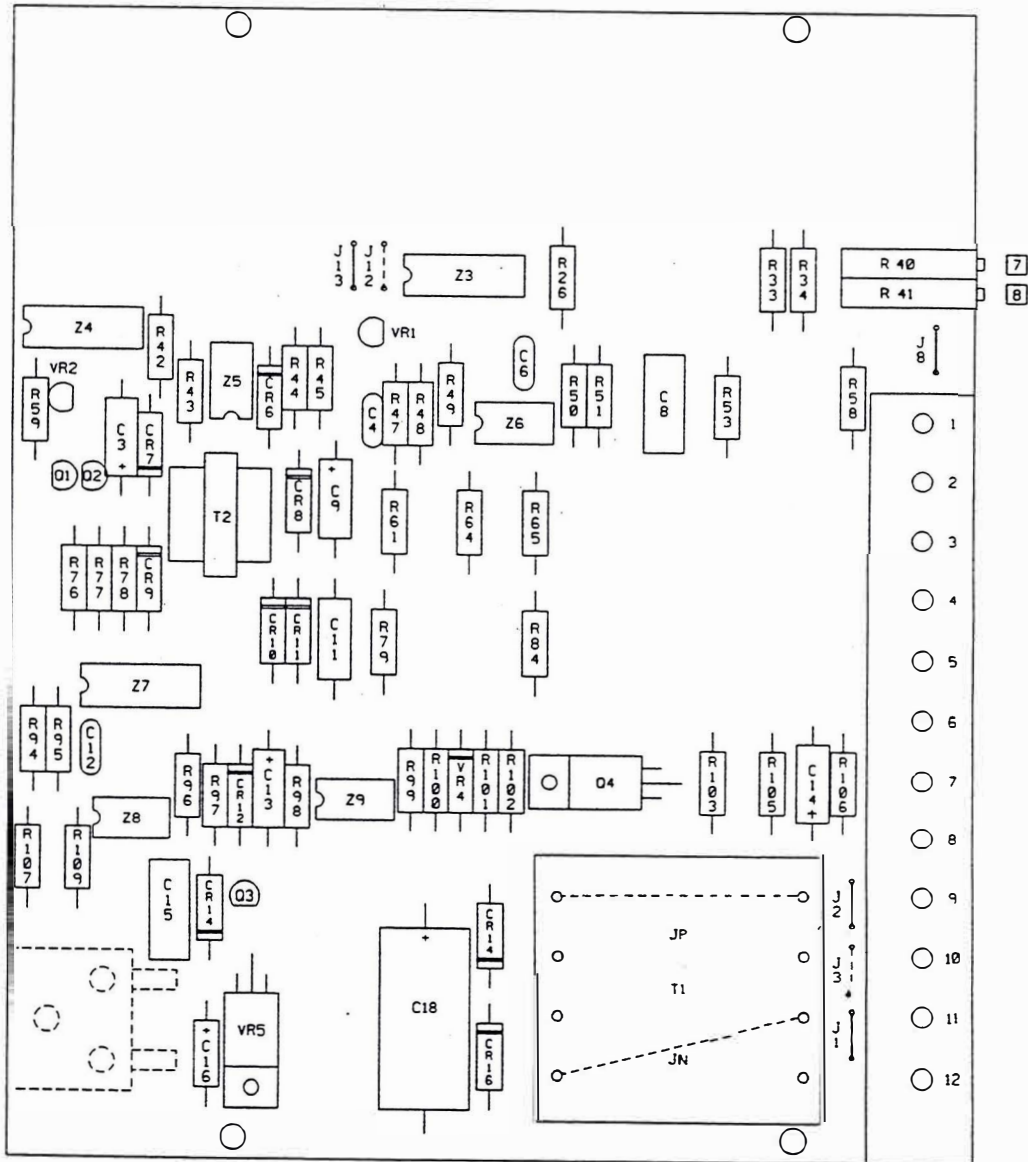 J13
J12
Z3
R26
R33
R34
R 40
7
R 41
8
Z4
R42
VR1
J8
VR2
R59
C3
+
CR7
R43
Z5
CR6
R44
R45
C4
R47
R48
R49
C6
Z6
R50
R51
C8
R53
R58
1
Q1
Q2
T2
CR8
+
C9
R61
R64
R65
2
3
R76
R77
R78
CR9
CR10
CR11
C11
R79
R84
4
5
Z7
R94
R95
C12
6
R96
R97
CR12
+
C13
R98
Z9
R99
R100
VR4
R101
R102
Q4
R103
R105
C14
+
R106
7
Z8
R107
R109
8
C15
CR14
Q3
CR14
JP
J2
9
+
C18
T1
J3
10
+
C16
VR5
CR16
JN
J1
11
12